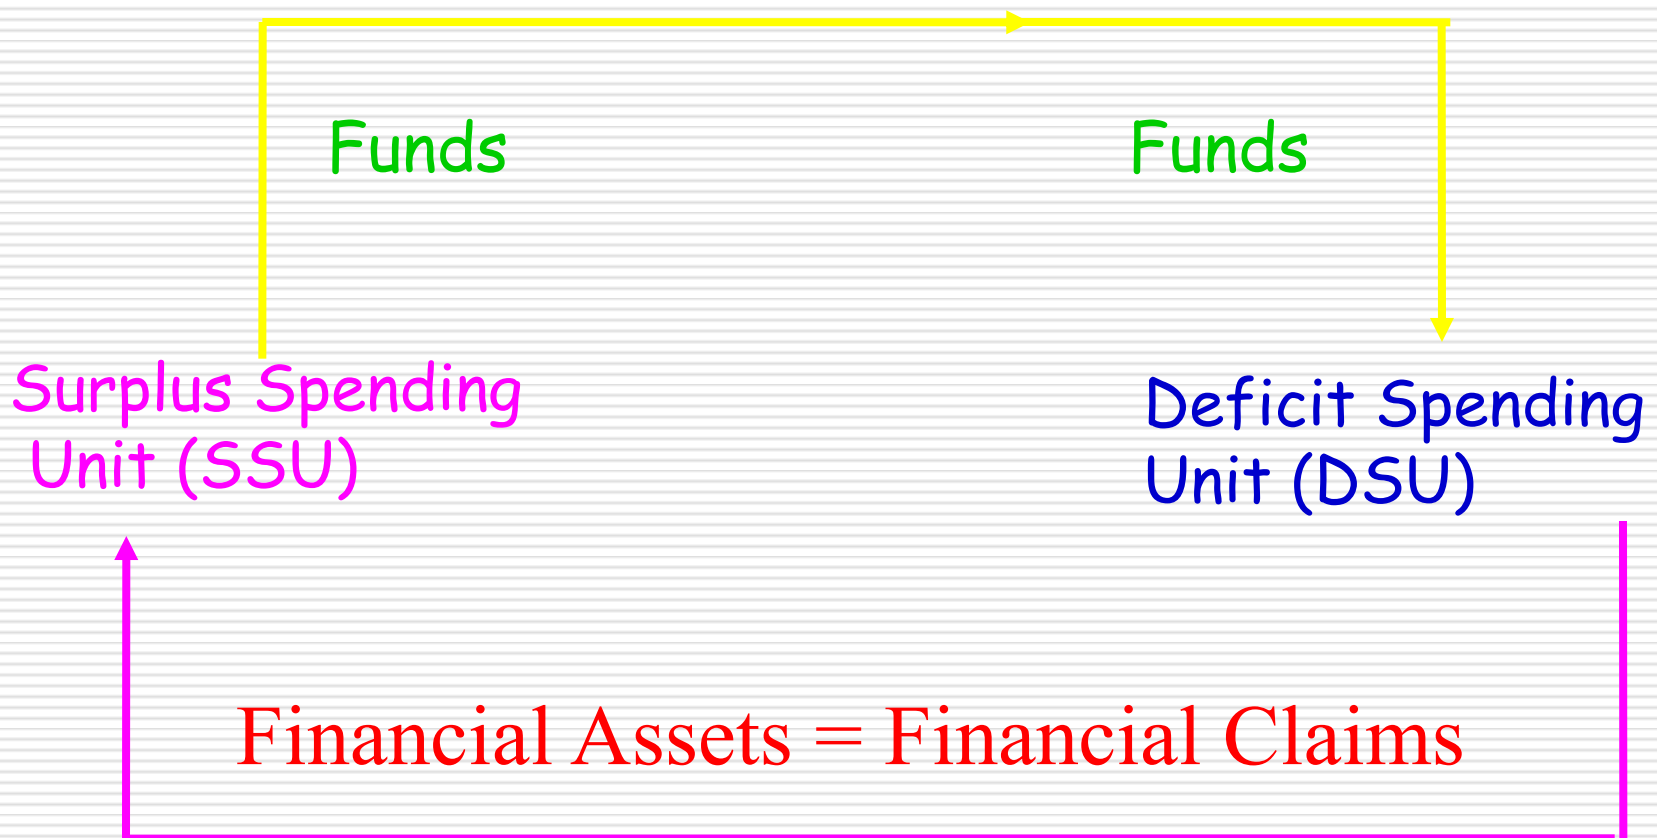 Funds
Funds
Surplus Spending
Unit (SSU)
Deficit Spending
Unit (DSU)
Financial Assets = Financial Claims